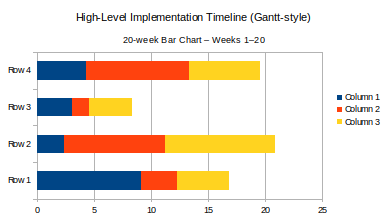 High-Level Implementation Timeline (Gantt-style)
20-week Bar Chart – Weeks 1–20
Row 4
Row 3
Row 2
Row 1
Column 1
Column 2
Column 3
0 5 10 15 20 25